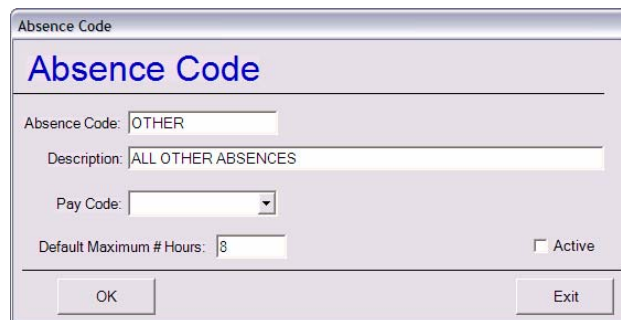 Absence Code
Absence Code
Absence Code: OTHER
Description: ALL OTHER ABSENCES
Pay Code:
Default Maximum # Hours: 8 Active
OK Exit